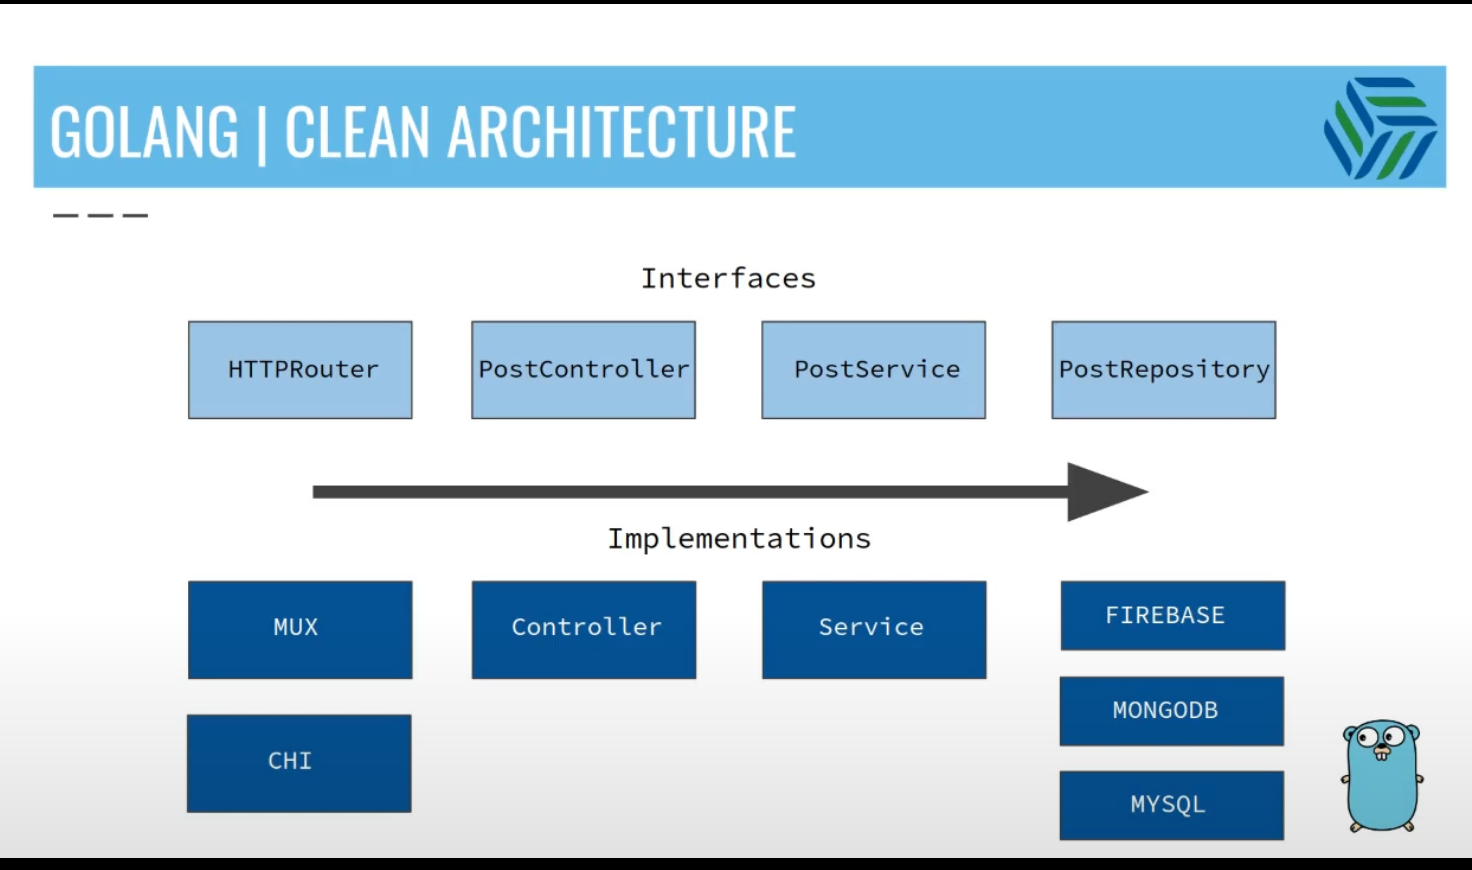 GOLANG | CLEAN ARCHITECTURE
Interfaces
HTTPRouter
PostController
PostService
PostRepository
Implementations
MUX
Controller
Service
FIREBASE
MONGODB
CHI
MYSQL